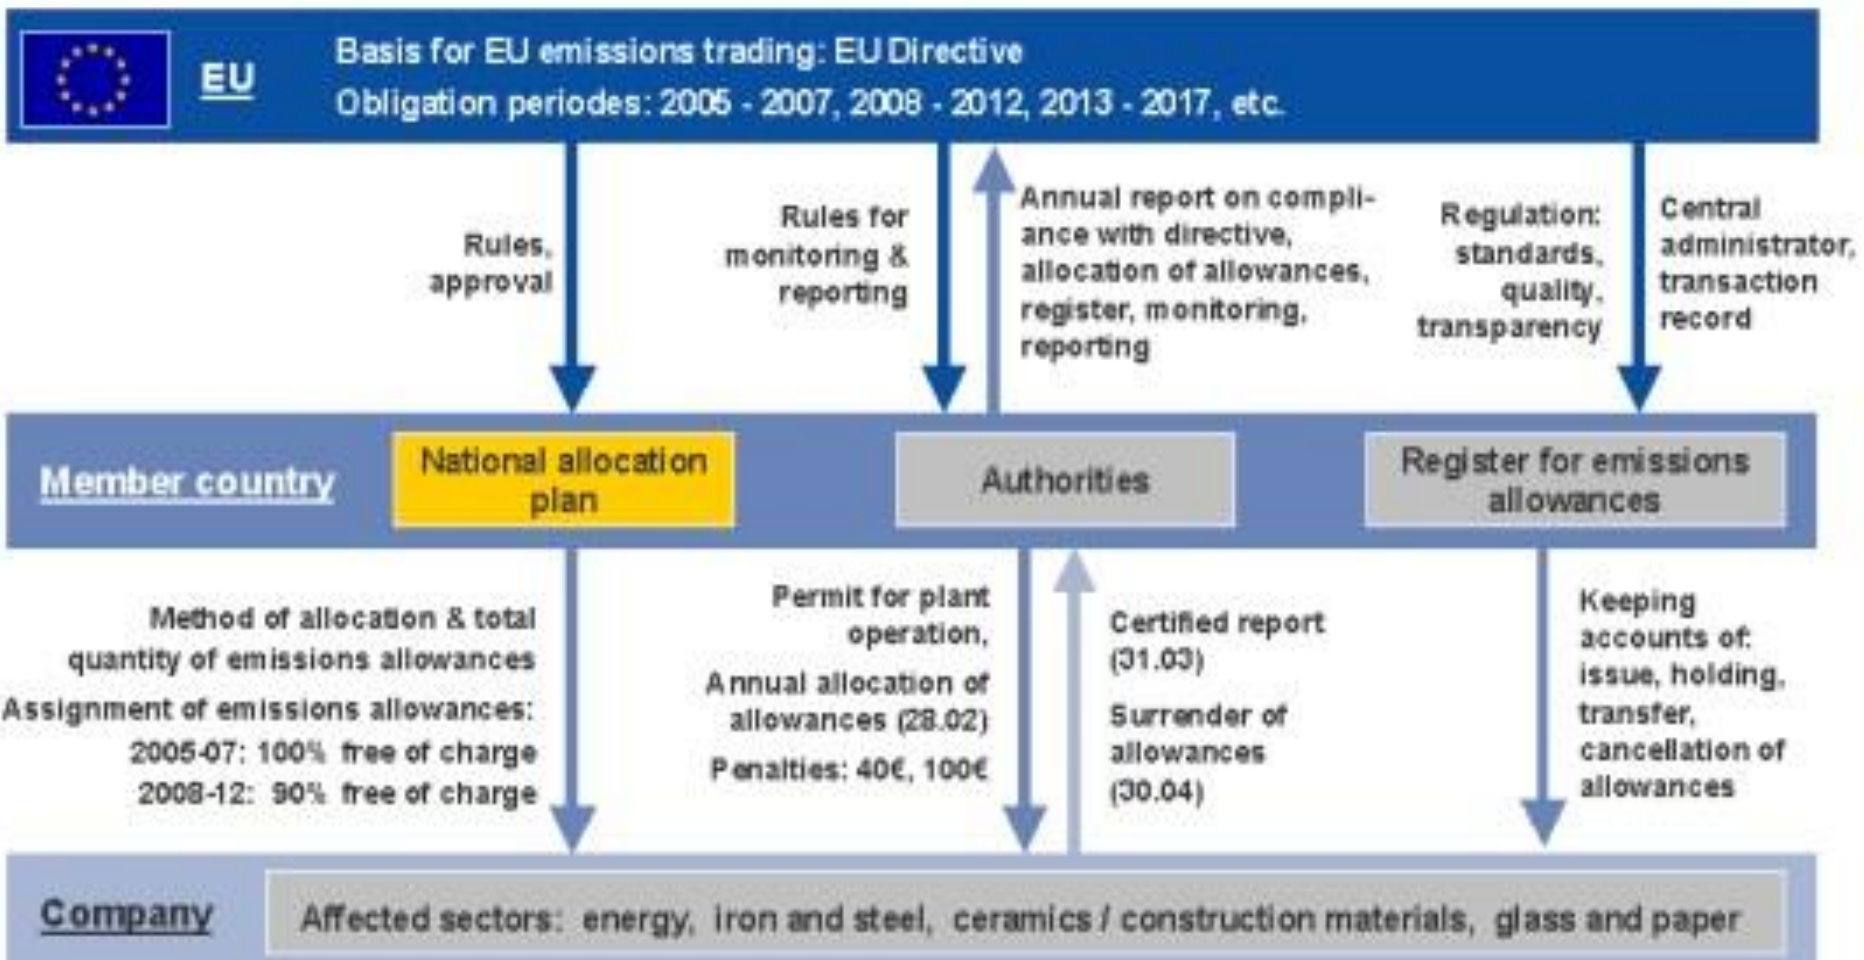 EU
Basis for EU emissions trading: EU Directive
Obligation periodes: 2005 - 2007, 2008 - 2012, 2013 - 2017, etc.
Rules,
approval
Rules for
monitoring &
reporting
Annual report on compli-
ance with directive,
allocation of allowances,
register, monitoring,
reporting
Regulation:
standards,
quality,
transparency
Central
administrator,
transaction
record
Member country
National allocation
plan
Authorities
Register for emissions
allowances
Method of allocation & total
quantity of emissions allowances
Assignment of emissions allowances:
2005-07: 100% free of charge
2008-12: 90% free of charge
Permit for plant
operation,
Annual allocation of
allowances (28.02)
Penalties: 40€, 100€
Certified report
(31.03)
Surrender of
allowances
(30.04)
Keeping
accounts of:
issue, holding,
transfer,
cancellation of
allowances
Company
Affected sectors: energy, iron and steel, ceramics / construction materials, glass and paper